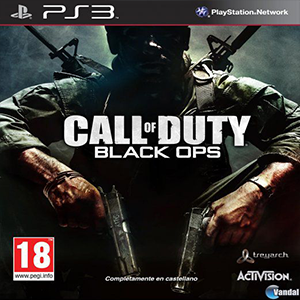 PS3
PlayStation®Network
CALL OF DUTY
BLACK OPS
18
www.pegi.info
Completamente en castellano
treyarch
ACTIVISION
Vandal